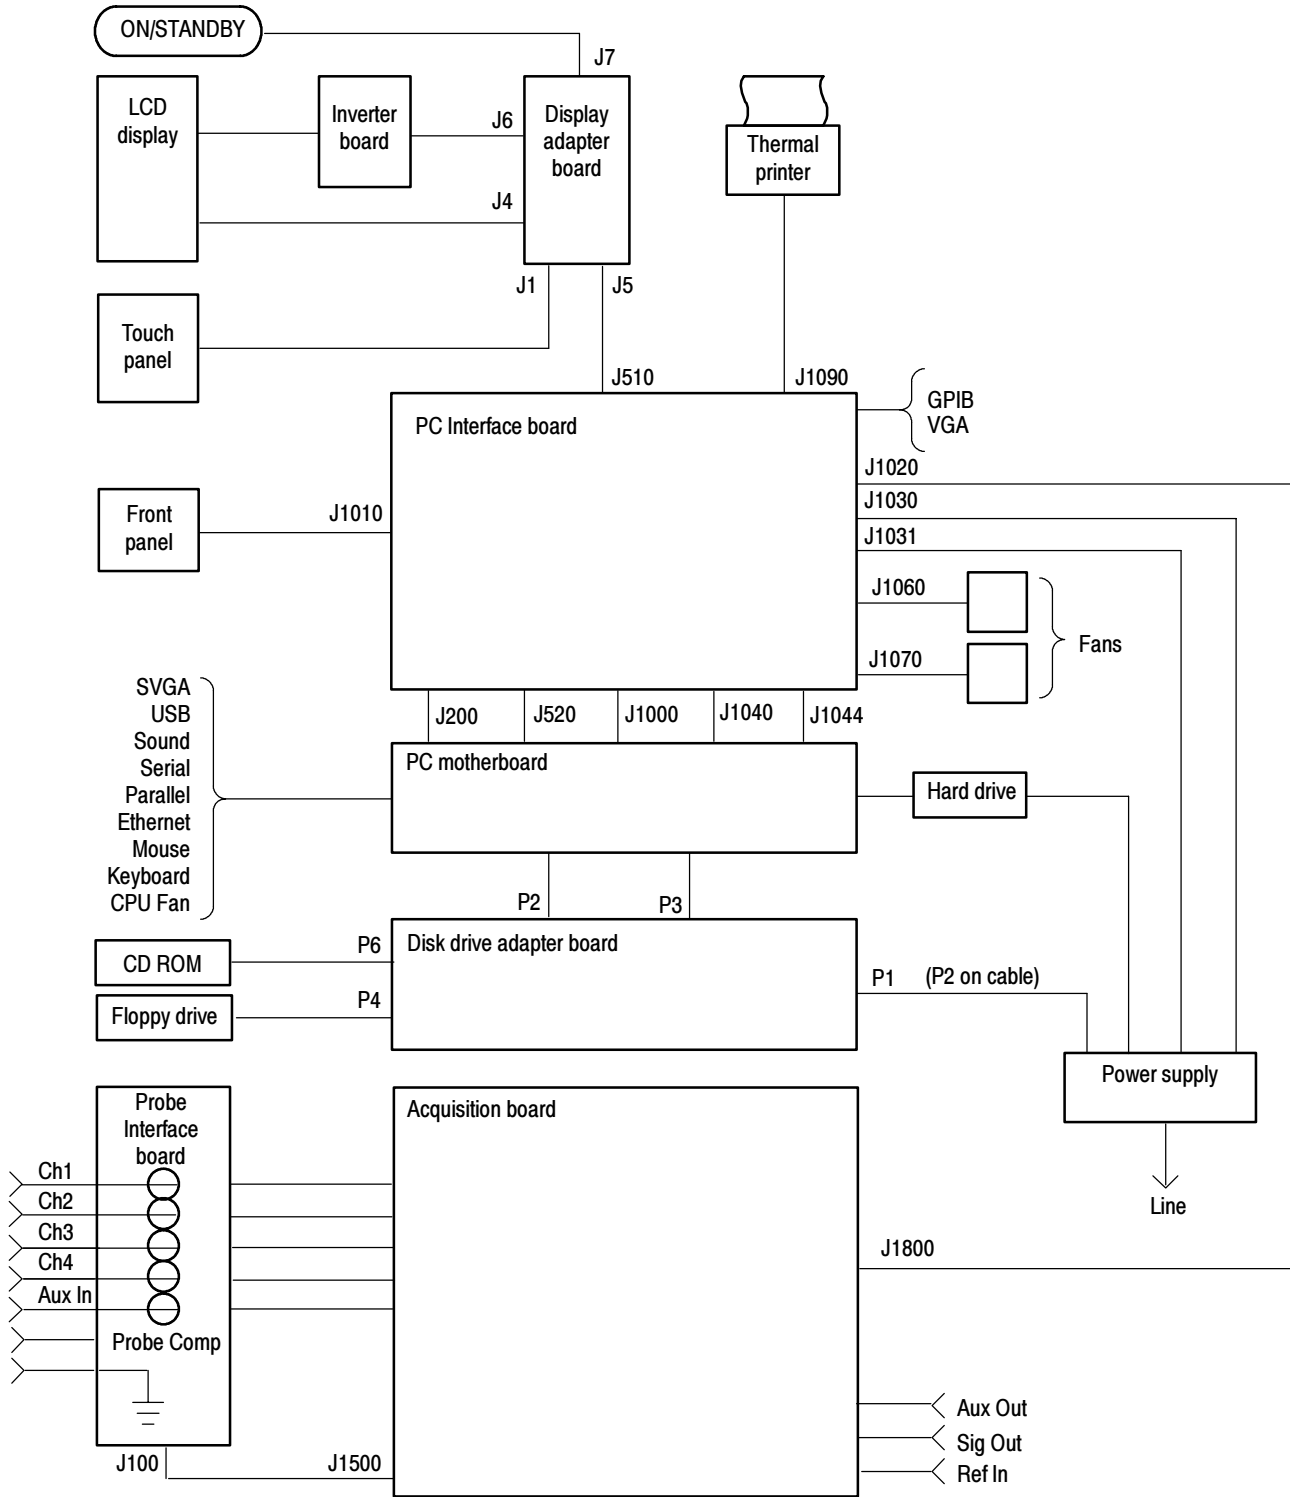 ON/STANDBY
J7
LCD
display
Inverter
board
J6
Display
adapter
board
J4
Thermal
printer
J1
J5
Touch
panel
J510
J1090
PC Interface board
GPIB
VGA
J1020
J1030
J1031
Front
panel
J1010
J1060
J1070
Fans
J200
J520
J1000
J1040
J1044
SVGA
USB
Sound
Serial
Parallel
Ethernet
Mouse
Keyboard
CPU Fan
PC motherboard
Hard drive
P2
P3
CD ROM
P6
Disk drive adapter board
Floppy drive
P4
P1 (P2 on cable)
Power supply
Line
Probe
Interface
board
Acquisition board
Ch1
Ch2
Ch3
Ch4
Aux In
Probe Comp
J1800
Aux Out
Sig Out
Ref In
J100
J1500